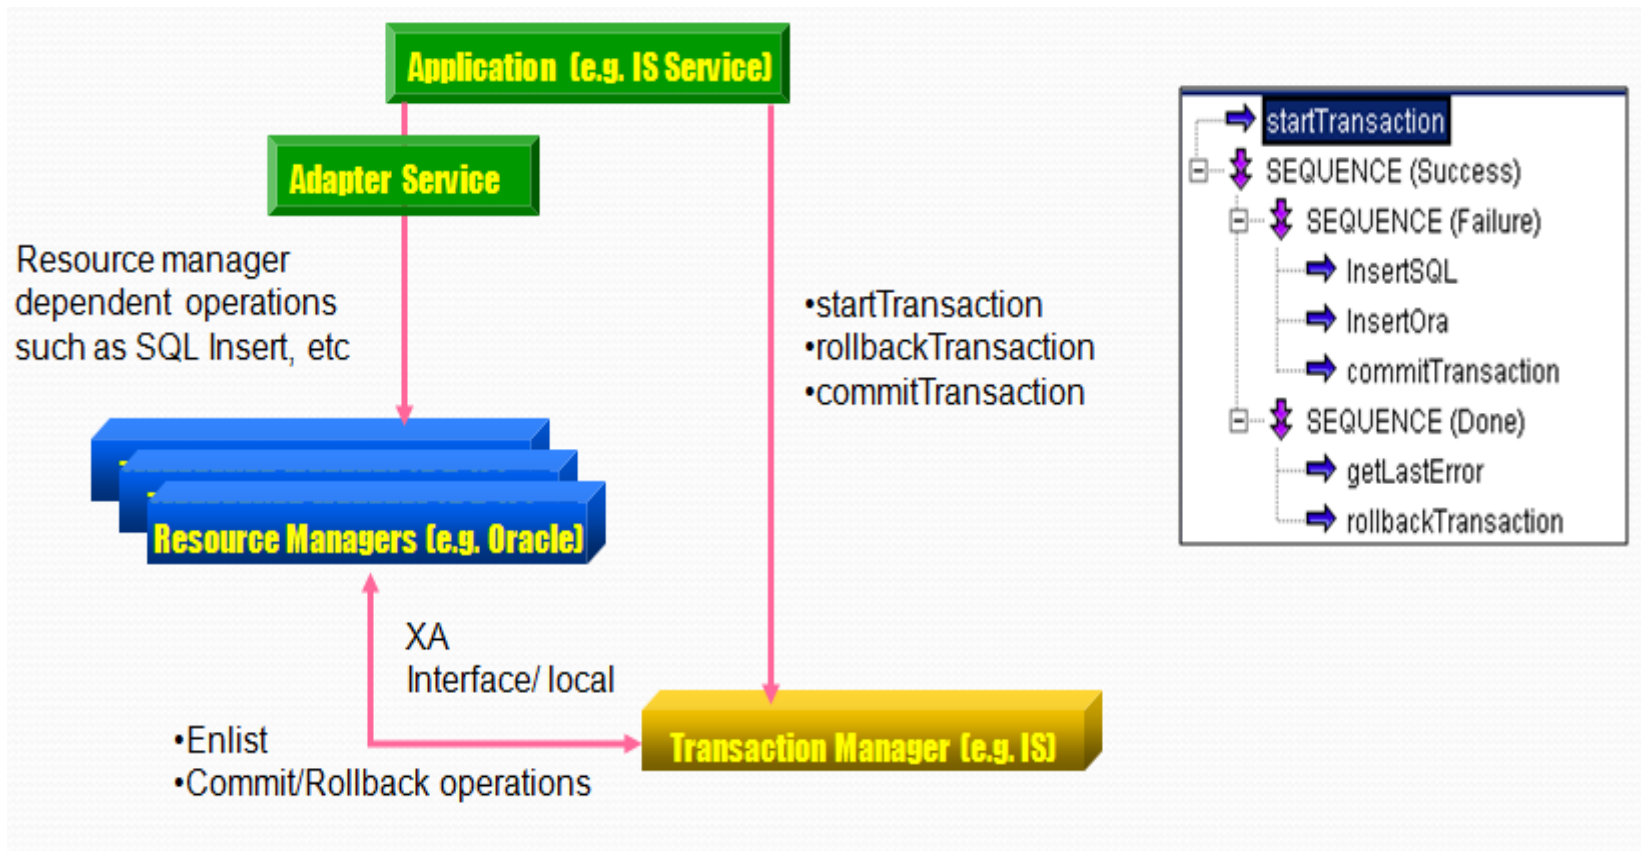 Application (e.g. IS Service)
Adapter Service
Resource manager
dependent operations
such as SQL Insert, etc
•startTransaction
•rollbackTransaction
•commitTransaction
Resource Managers (e.g. Oracle)
XA
Interface/ local
•Enlist
•Commit/Rollback operations
Transaction Manager (e.g. IS)
startTransaction
SEQUENCE (Success)
SEQUENCE (Failure)
InsertSQL
InsertOra
commitTransaction
SEQUENCE (Done)
getLastError
rollbackTransaction